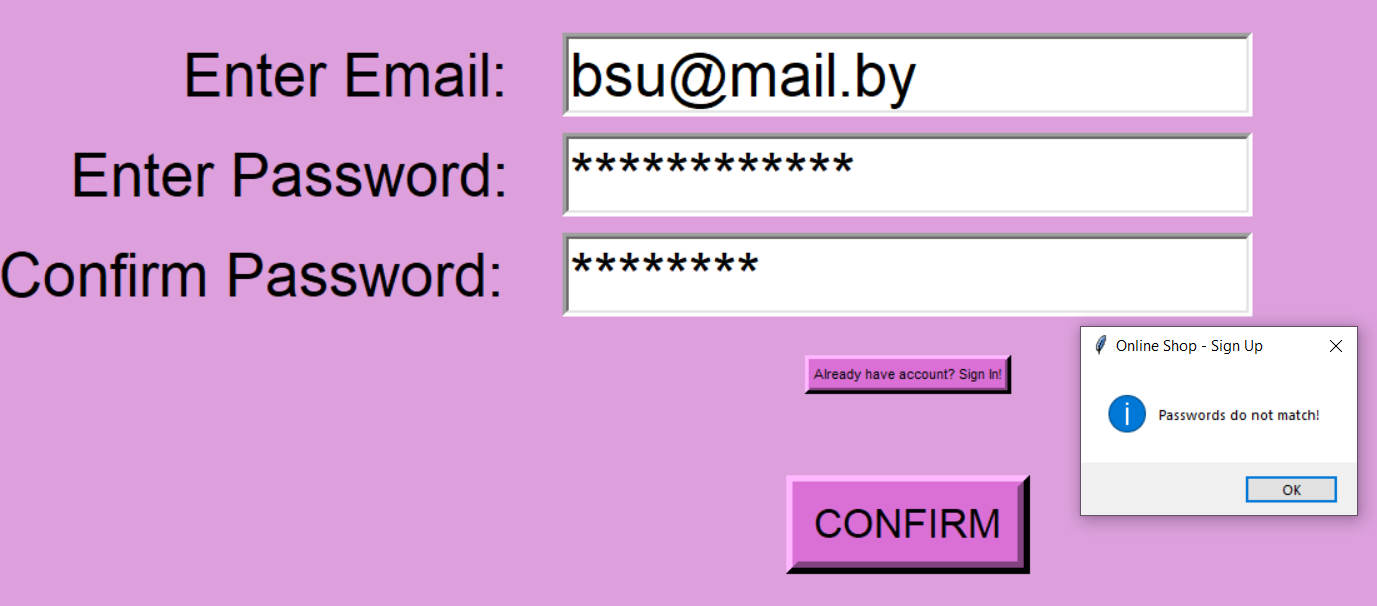 Enter Email: bsu@mail.by
Enter Password: ************
Confirm Password: ********
Already have account? Sign In!
Online Shop - Sign Up
Passwords do not match!
OK
CONFIRM